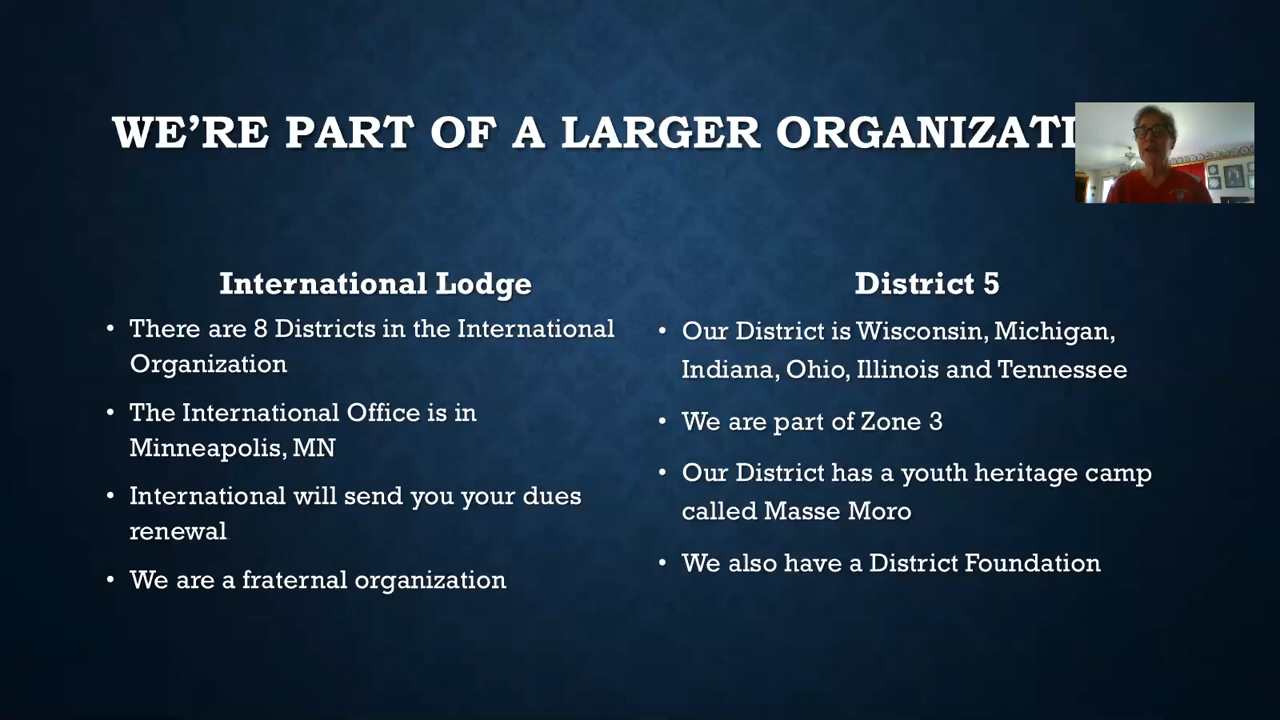 WE'RE PART OF A LARGER ORGANIZATI
International Lodge
• There are 8 Districts in the International
Organization
• The International Office is in
Minneapolis, MN
• International will send you your dues
renewal
• We are a fraternal organization
District 5
• Our District is Wisconsin, Michigan,
Indiana, Ohio, Illinois and Tennessee
• We are part of Zone 3
• Our District has a youth heritage camp
called Masse Moro
• We also have a District Foundation